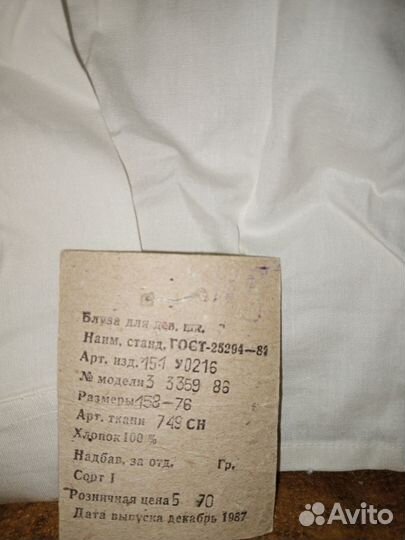 Блуза для дев. шк.
Наим. станд. ГОСТ-25294-82
Арт. изд. 151 У0216
№ модели 3 3359 86
Размеры 158-76
Арт. ткани 749 СН
Хлопок 100 %
Надбав. за отд. Гр.
Сорт I
Розничная цена 5 70
Дата выпуска декабрь 1987
Avito